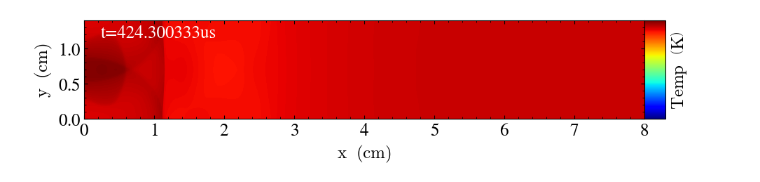 t=424.300333us
y (cm)
1.0
0.5
0.0
0 1 2 3 4 5 6 7 8
x (cm)
Temp (K)